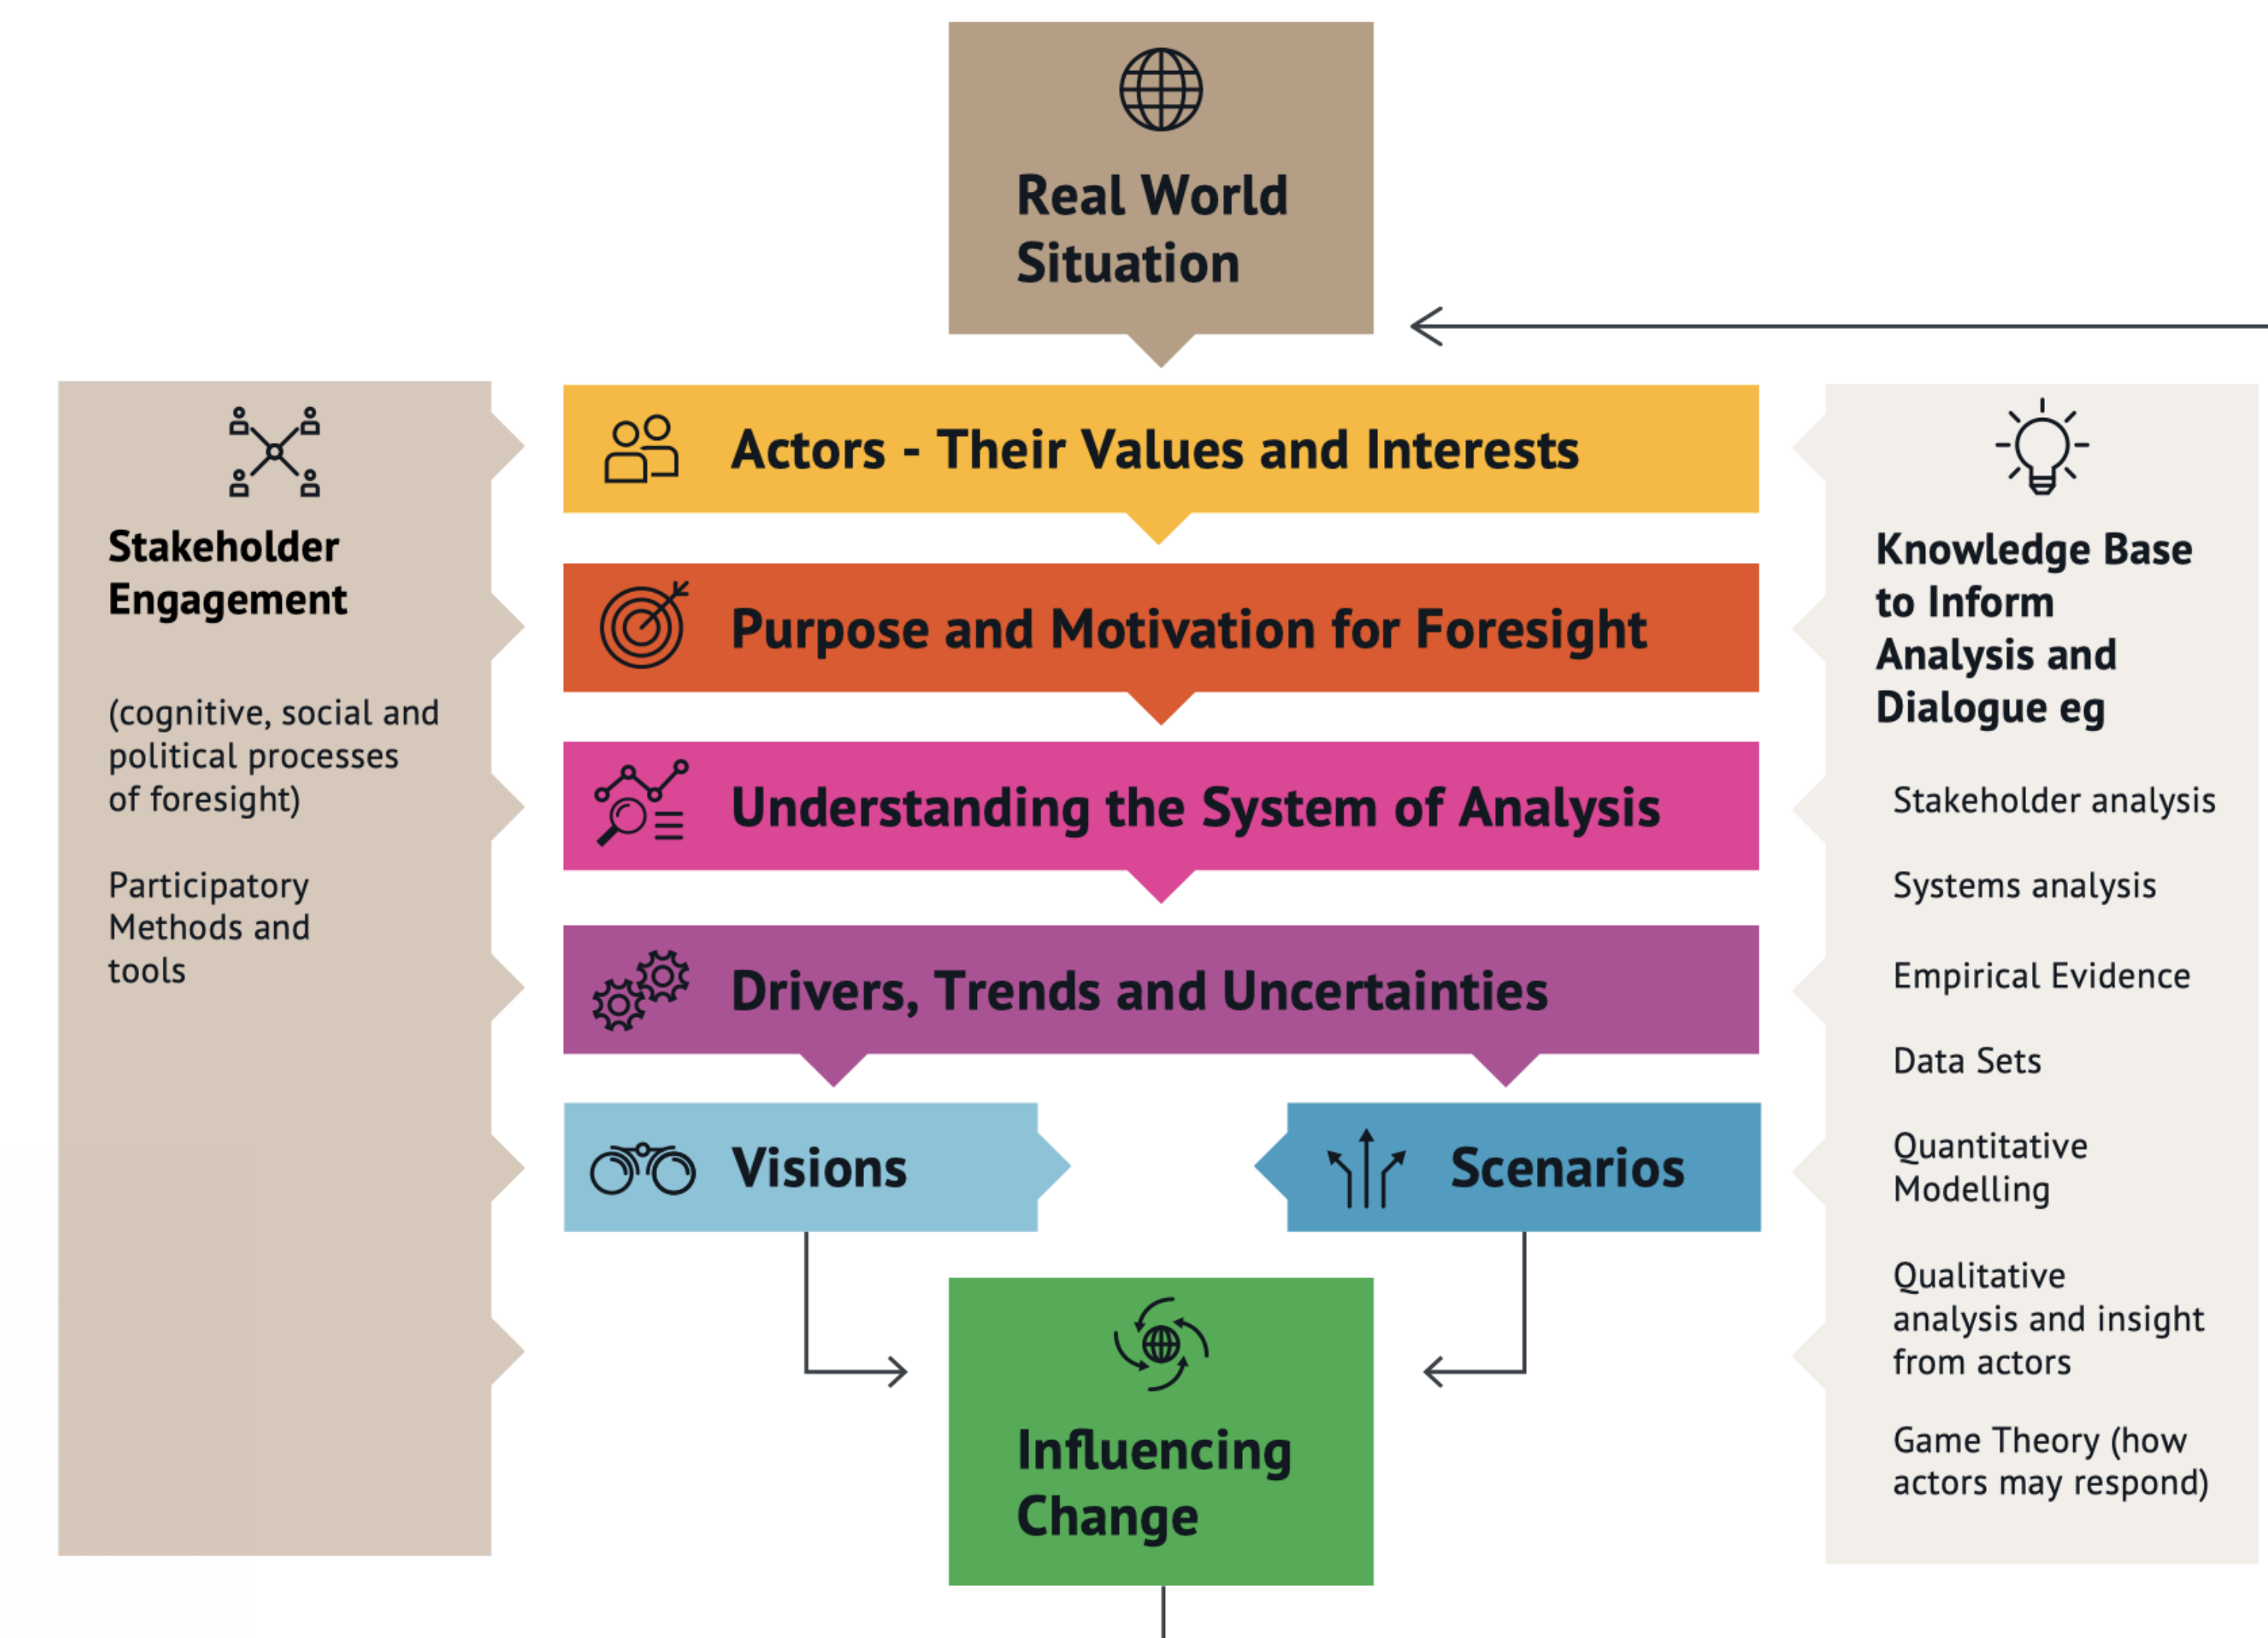 Real World
Situation
Stakeholder
Engagement
(cognitive, social and
political processes
of foresight)
Participatory
Methods and
tools
Actors - Their Values and Interests
Purpose and Motivation for Foresight
Understanding the System of Analysis
Drivers, Trends and Uncertainties
Visions
Scenarios
Influencing
Change
Knowledge Base
to Inform
Analysis and
Dialogue eg
Stakeholder analysis
Systems analysis
Empirical Evidence
Data Sets
Quantitative
Modelling
Qualitative
analysis and insight
from actors
Game Theory (how
actors may respond)